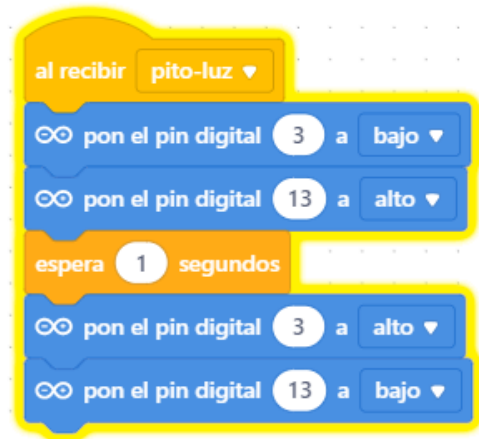 al recibir pito-luz
pon el pin digital 3 a bajo
pon el pin digital 13 a alto
espera 1 segundos
pon el pin digital 3 a alto
pon el pin digital 13 a bajo